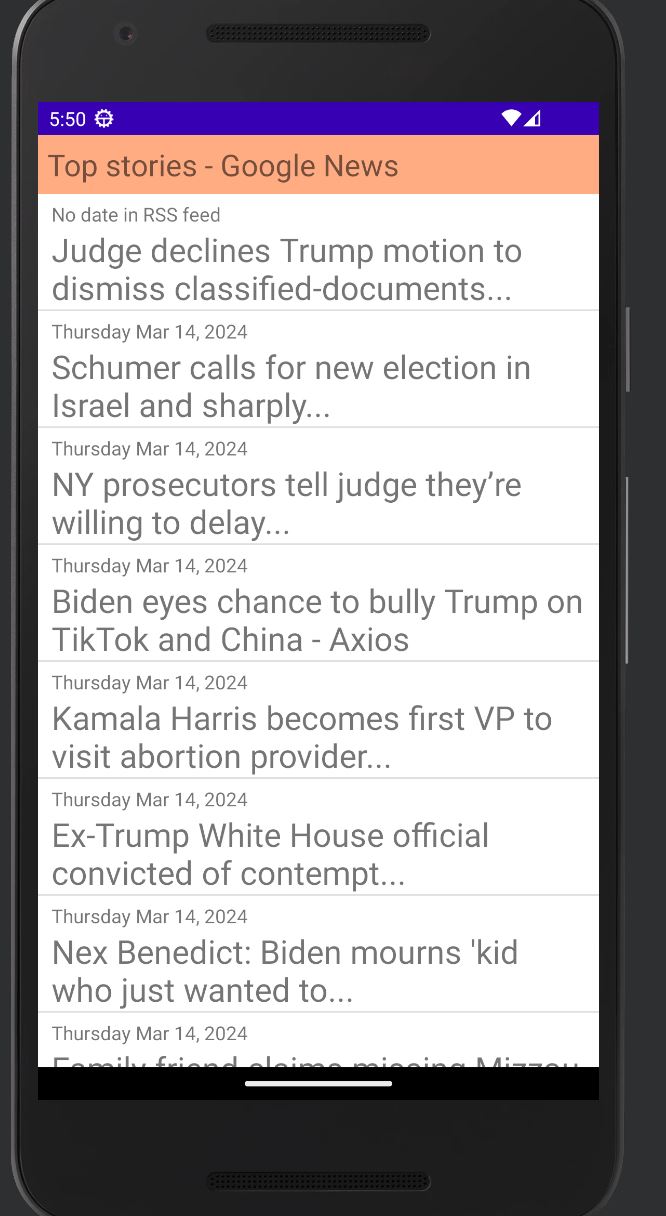 5:50
Top stories - Google News
No date in RSS feed
Judge declines Trump motion to
dismiss classified-documents...
Thursday Mar 14, 2024
Schumer calls for new election in
Israel and sharply...
Thursday Mar 14, 2024
NY prosecutors tell judge they’re
willing to delay...
Thursday Mar 14, 2024
Biden eyes chance to bully Trump on
TikTok and China - Axios
Thursday Mar 14, 2024
Kamala Harris becomes first VP to
visit abortion provider...
Thursday Mar 14, 2024
Ex-Trump White House official
convicted of contempt...
Thursday Mar 14, 2024
Nex Benedict: Biden mourns 'kid
who just wanted to...
Thursday Mar 14, 2024
Family friend claims missing Mizzou